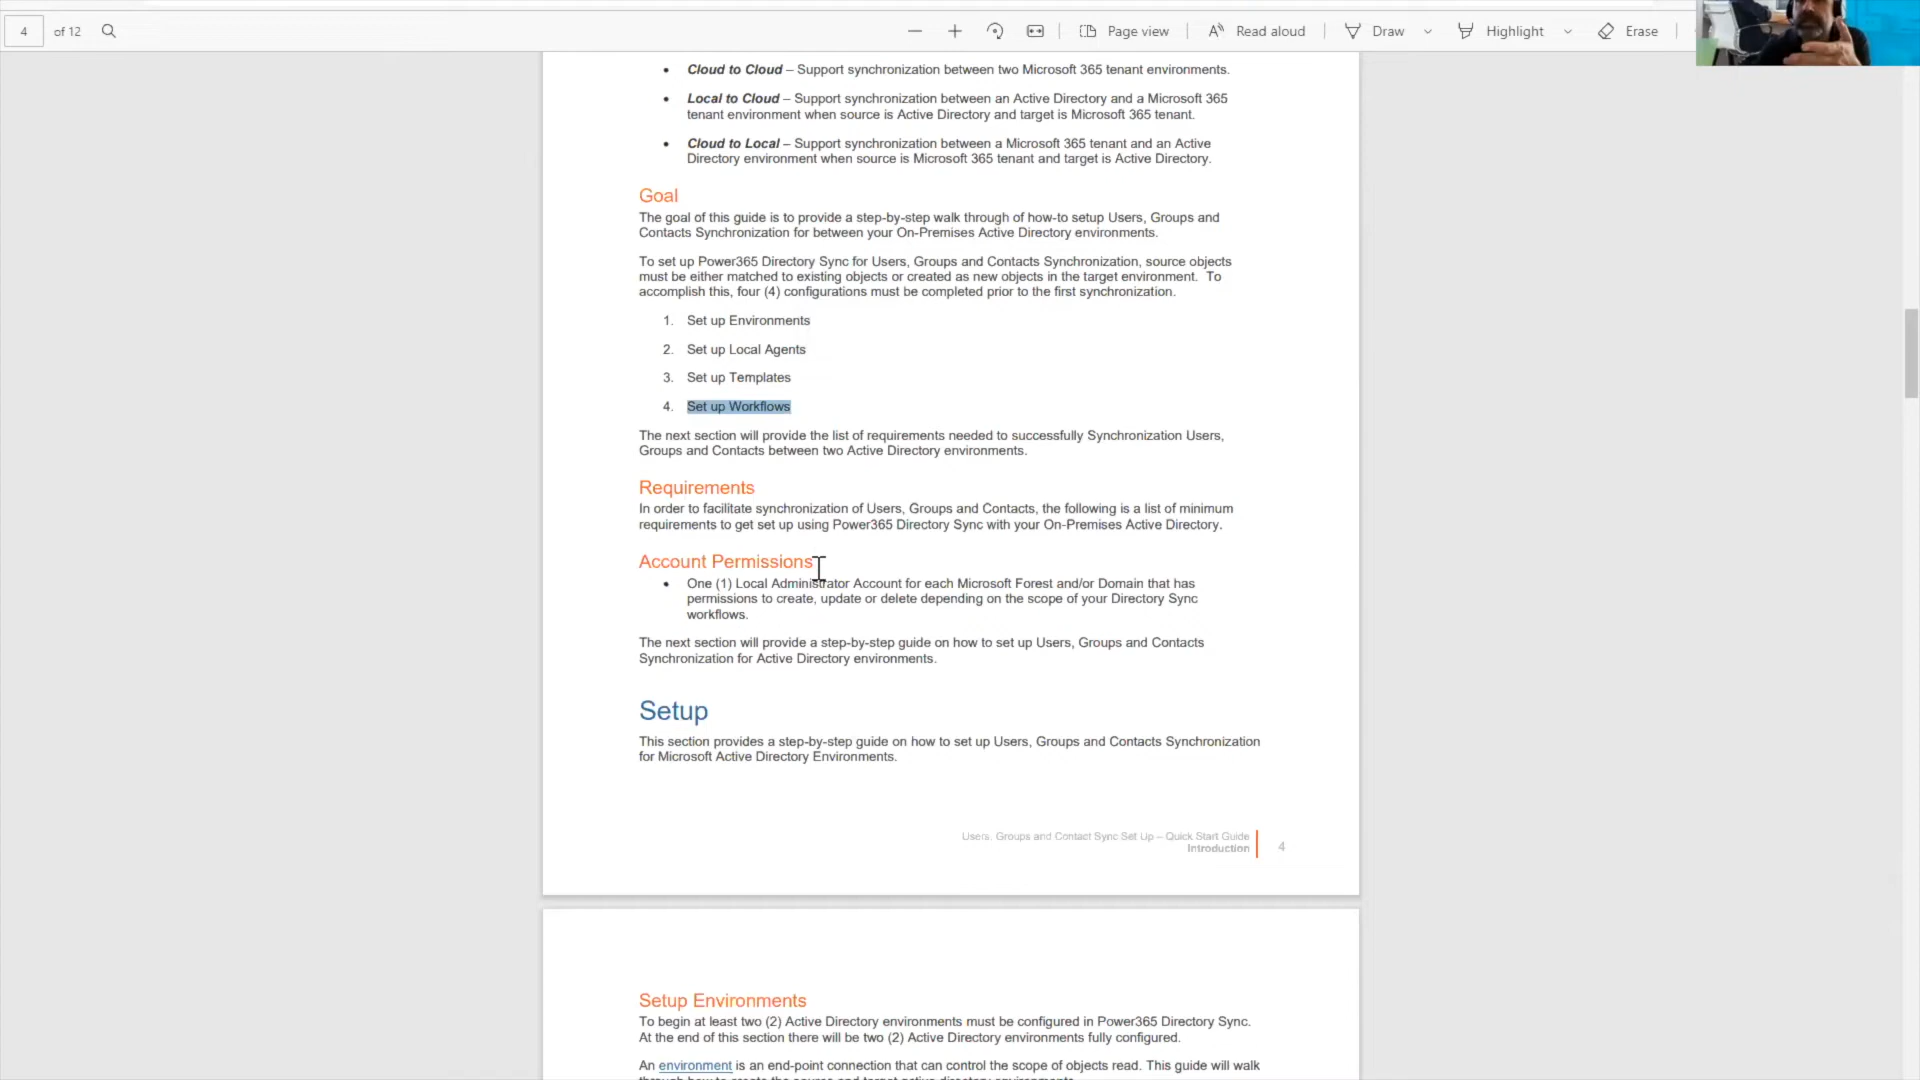 4 of 12 Page view Read aloud Draw Highlight Erase
• Cloud to Cloud – Support synchronization between two Microsoft 365 tenant environments.
• Local to Cloud – Support synchronization between an Active Directory and a Microsoft 365
tenant environment when source is Active Directory and target is Microsoft 365 tenant.
• Cloud to Local – Support synchronization between a Microsoft 365 tenant and an Active
Directory environment when source is Microsoft 365 tenant and target is Active Directory.
Goal
The goal of this guide is to provide a step-by-step walk through of how-to setup Users, Groups and
Contacts Synchronization for between your On-Premises Active Directory environments.
To set up Power365 Directory Sync for Users, Groups and Contacts Synchronization, source objects
must be either matched to existing objects or created as new objects in the target environment. To
accomplish this, four (4) configurations must be completed prior to the first synchronization.
1. Set up Environments
2. Set up Local Agents
3. Set up Templates
4. Set up Workflows
The next section will provide the list of requirements needed to successfully Synchronization Users,
Groups and Contacts between two Active Directory environments.
Requirements
In order to facilitate synchronization of Users, Groups and Contacts, the following is a list of minimum
requirements to get set up using Power365 Directory Sync with your On-Premises Active Directory.
Account Permissions
• One (1) Local Administrator Account for each Microsoft Forest and/or Domain that has
permissions to create, update or delete depending on the scope of your Directory Sync
workflows.
The next section will provide a step-by-step guide on how to set up Users, Groups and Contacts
Synchronization for Active Directory environments.
Setup
This section provides a step-by-step guide on how to set up Users, Groups and Contacts Synchronization
for Microsoft Active Directory Environments.
Users, Groups and Contact Sync Set Up – Quick Start Guide
Introduction 4
Setup Environments
To begin at least two (2) Active Directory environments must be configured in Power365 Directory Sync.
At the end of this section there will be two (2) Active Directory environments fully configured.
An environment is an end-point connection that can control the scope of objects read. This guide will walk
through how to create the source and target active directory environments.